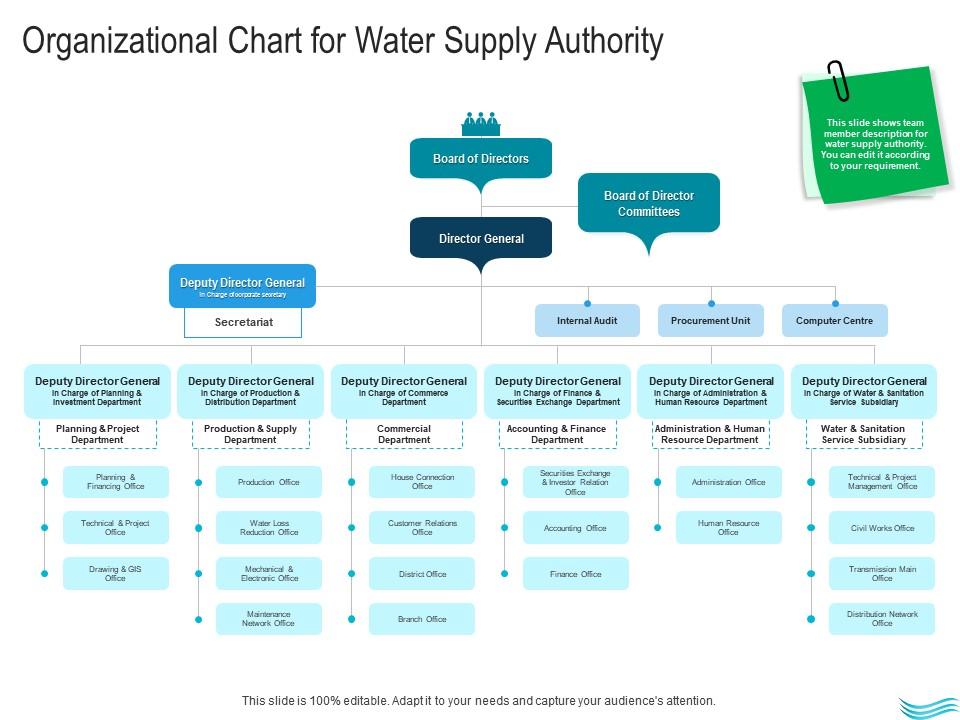 Organizational Chart for Water Supply Authority
This slide shows team
member description for
water supply authority.
You can edit it according
to your requirement.
Board of Directors
Board of Director
Committees
Director General
Deputy Director General
In Charge of corporate secretary
Secretariat
Internal Audit
Procurement Unit
Computer Centre
Deputy Director General
In Charge of Planning &
Investment Department
Planning & Project
Department
Planning &
Financing Office
Technical & Project
Office
Drawing & GIS
Office
Deputy Director General
In Charge of Production &
Distribution Department
Production & Supply
Department
Production Office
Water Loss
Reduction Office
Mechanical &
Electronic Office
Maintenance
Network Office
Deputy Director General
In Charge of Commerce
Department
Commercial
Department
House Connection
Office
Customer Relations
Office
District Office
Branch Office
Deputy Director General
In Charge of Finance &
Securities Exchange Department
Accounting & Finance
Department
Securities Exchange
& Investor Relation
Office
Accounting Office
Finance Office
Deputy Director General
In Charge of Administration &
Human Resource Department
Administration & Human
Resource Department
Administration Office
Human Resource
Office
Deputy Director General
In Charge of Water & Sanitation
Service Subsidiary
Water & Sanitation
Service Subsidiary
Technical & Project
Management Office
Civil Works Office
Transmission Main
Office
Distribution Network
Office
This slide is 100% editable. Adapt it to your needs and capture your audience's attention.